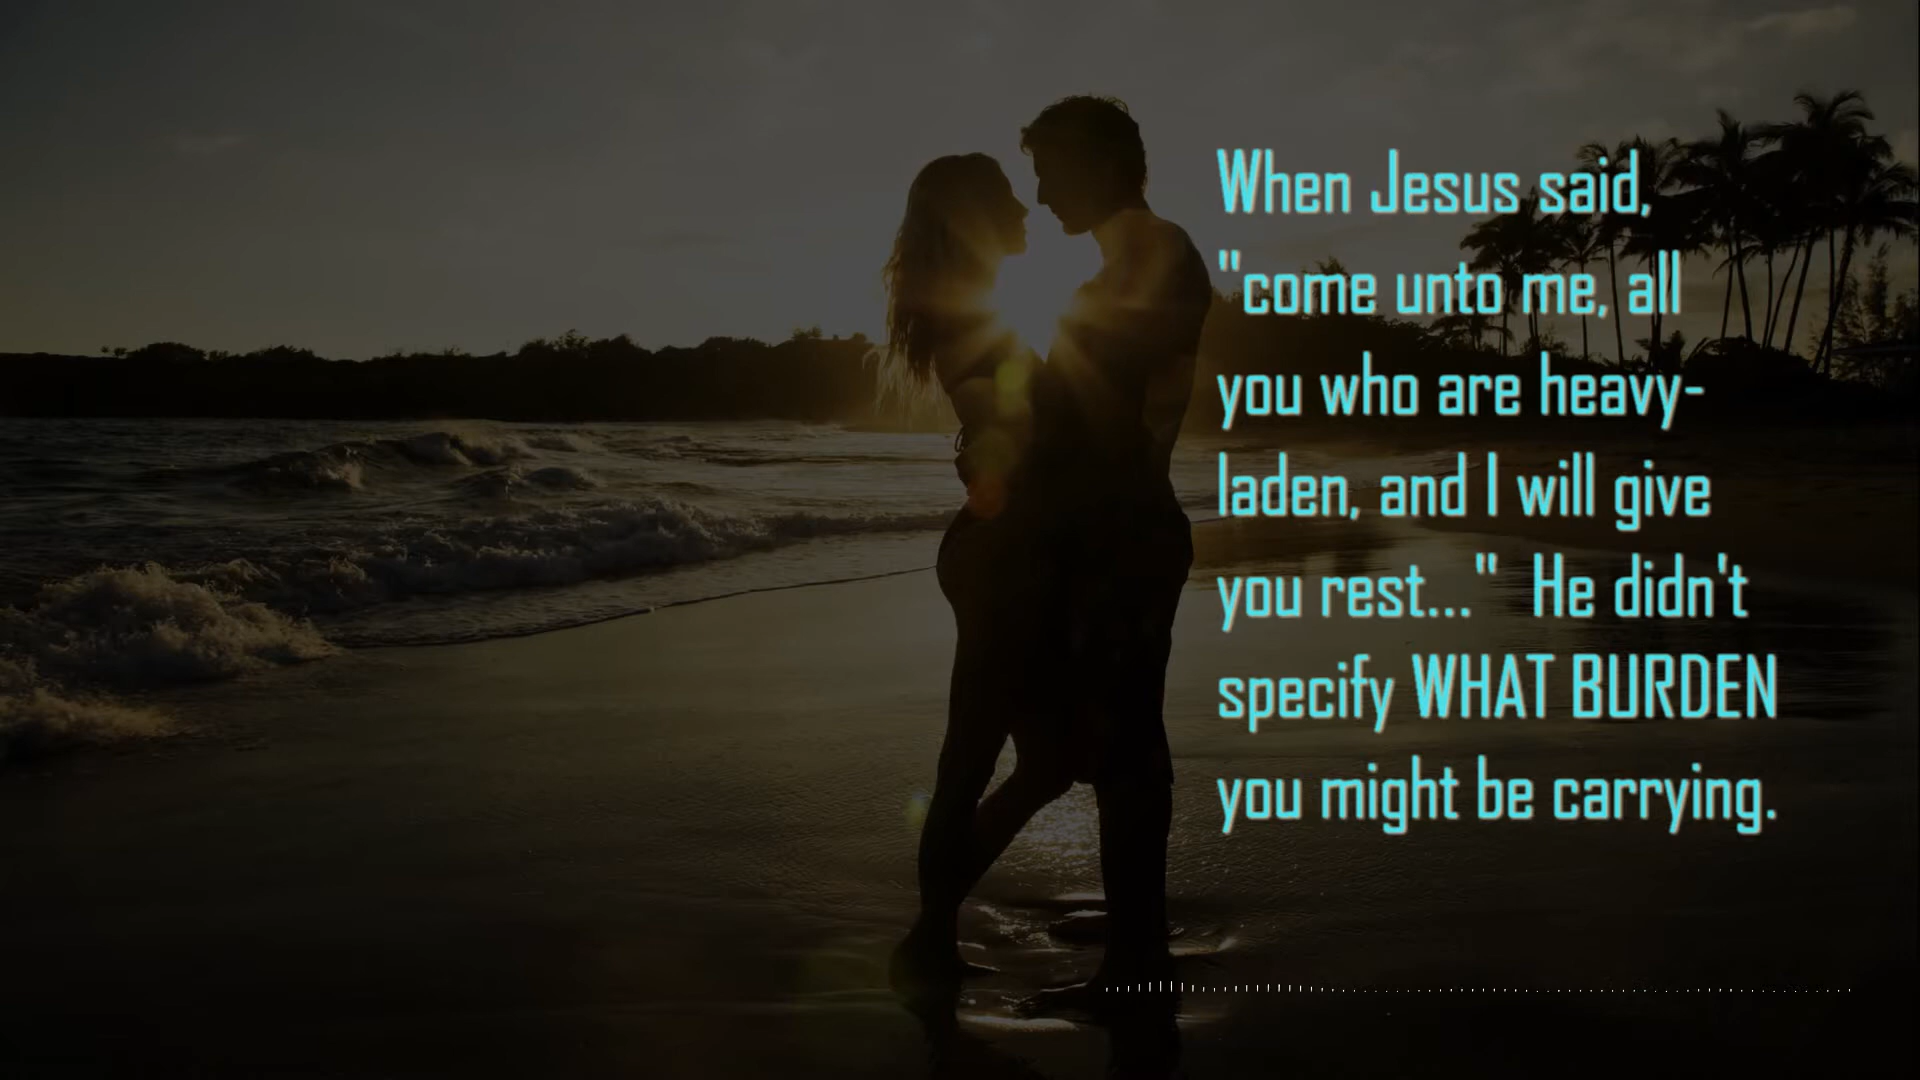 When Jesus said,
"come unto me, all
you who are heavy-
laden, and I will give
you rest..."  He didn't
specify WHAT BURDEN
you might be carrying.